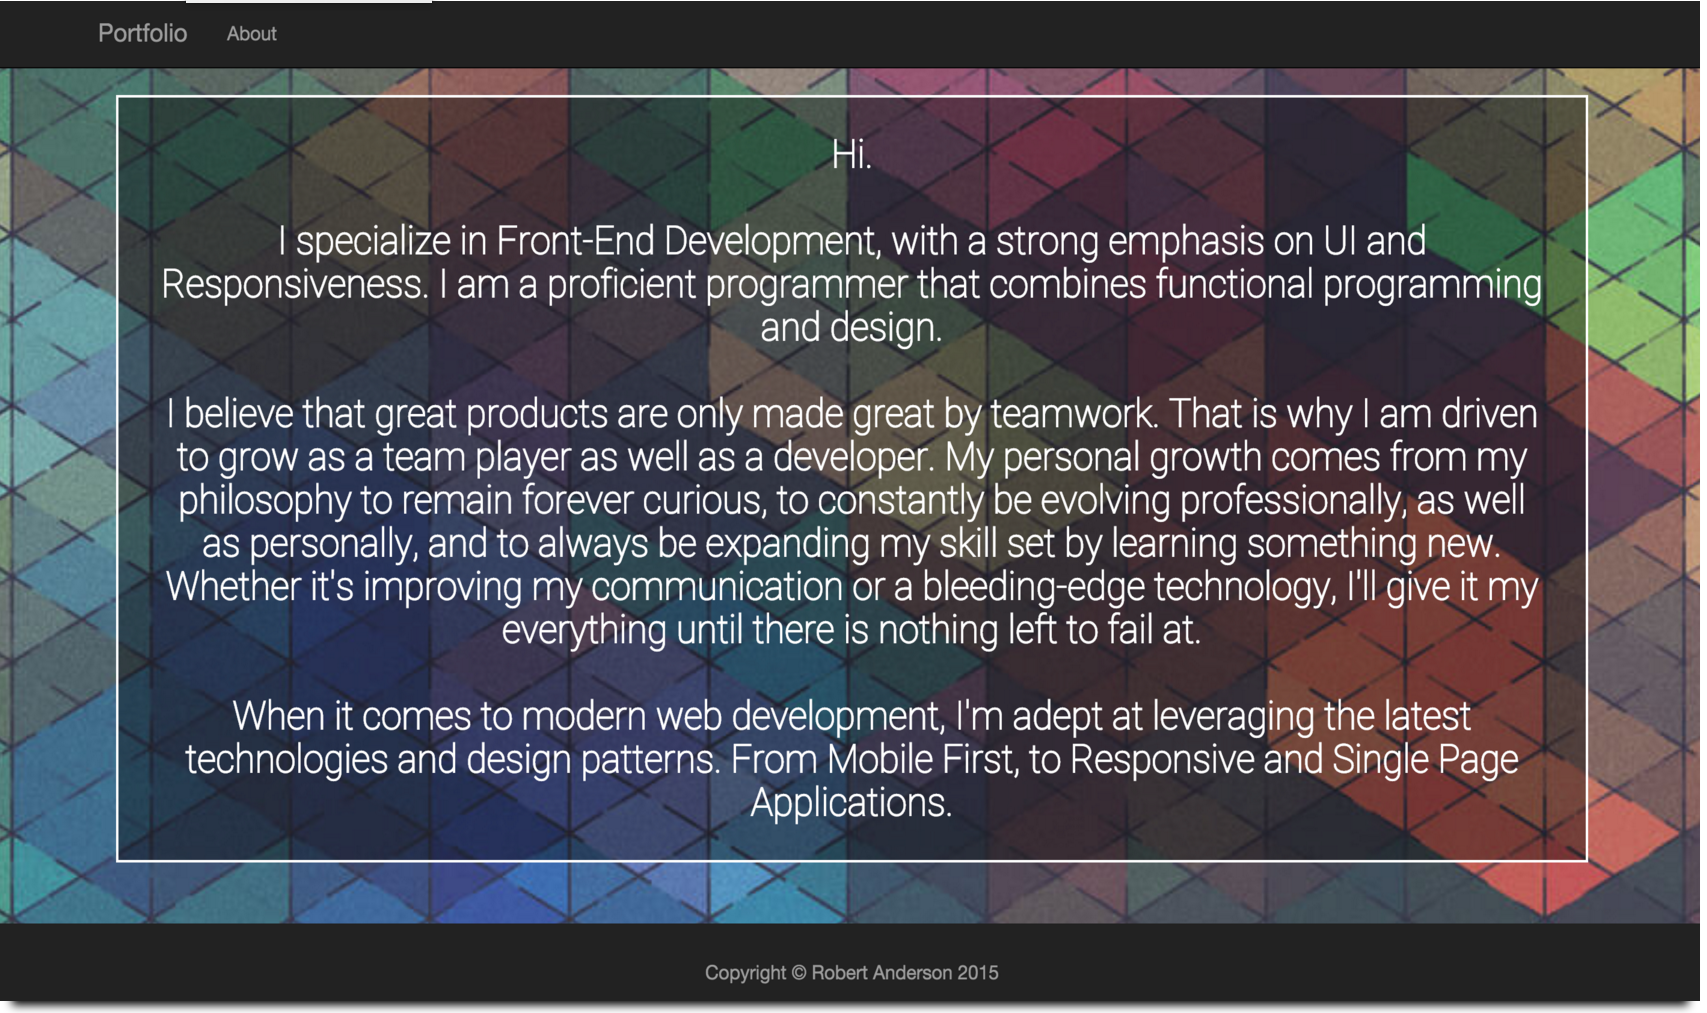 Portfolio About
Hi.
I specialize in Front-End Development, with a strong emphasis on UI and
Responsiveness. I am a proficient programmer that combines functional programming
and design.
I believe that great products are only made great by teamwork. That is why I am driven
to grow as a team player as well as a developer. My personal growth comes from my
philosophy to remain forever curious, to constantly be evolving professionally, as well
as personally, and to always be expanding my skill set by learning something new.
Whether it's improving my communication or a bleeding-edge technology, I'll give it my
everything until there is nothing left to fail at.
When it comes to modern web development, I'm adept at leveraging the latest
technologies and design patterns. From Mobile First, to Responsive and Single Page
Applications.
Copyright © Robert Anderson 2015